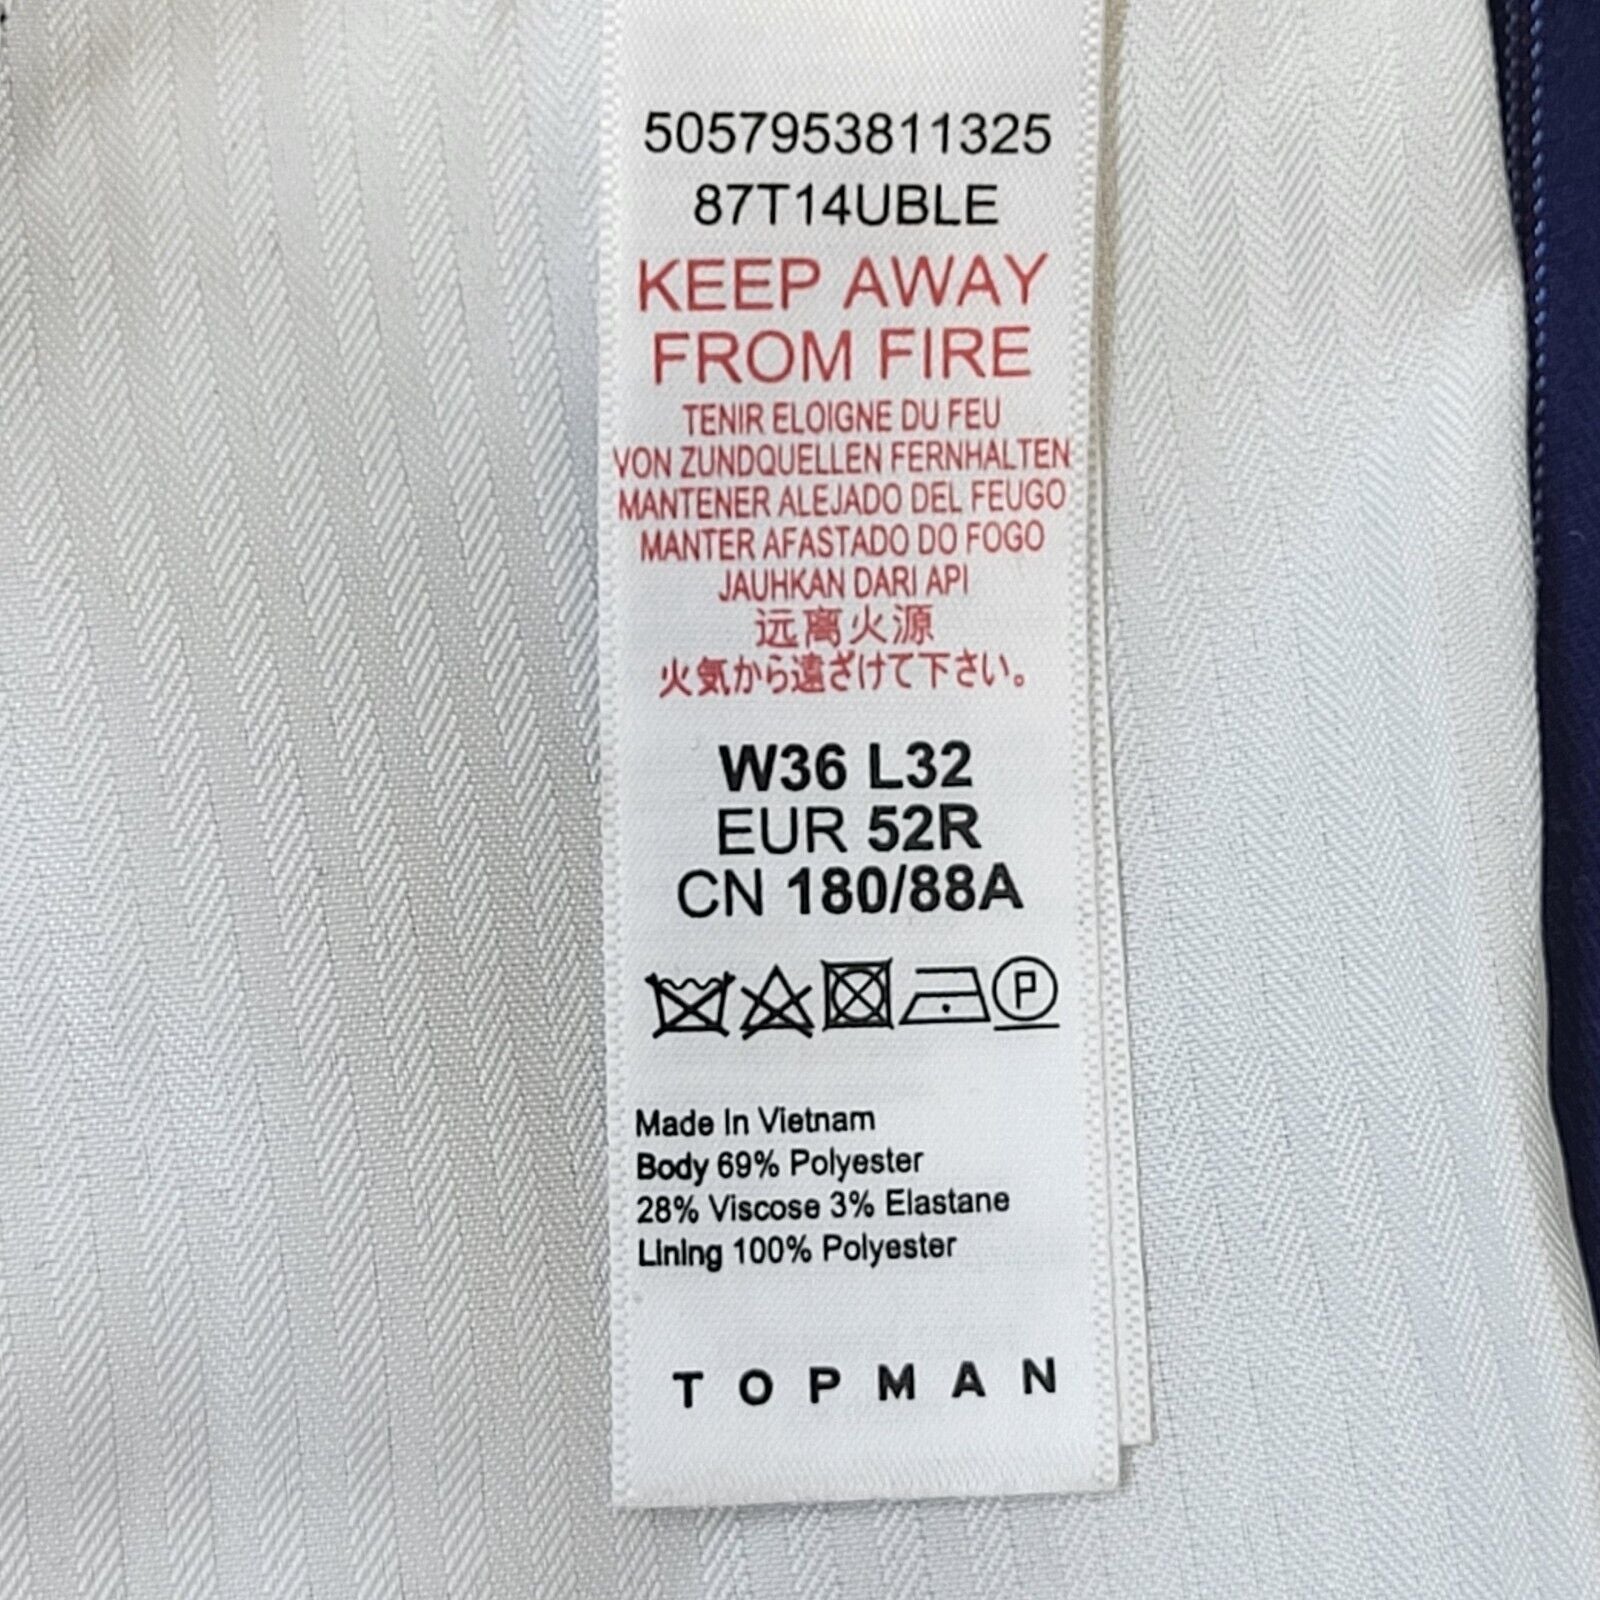 5057953811325
87T14UBLE
KEEP AWAY
FROM FIRE
TENIR ELOIGNE DU FEU
VON ZUNDQUELLEN FERNHALTEN
MANTENER ALEJADO DEL FEUGO
MANTER AFASTADO DO FOGO
JAUHKAN DARI API
远离火源
火気から遠ざけて下さい。
W36 L32
EUR 52R
CN 180/88A
P
Made In Vietnam
Body 69% Polyester
28% Viscose 3% Elastane
Lining 100% Polyester
TOPMAN